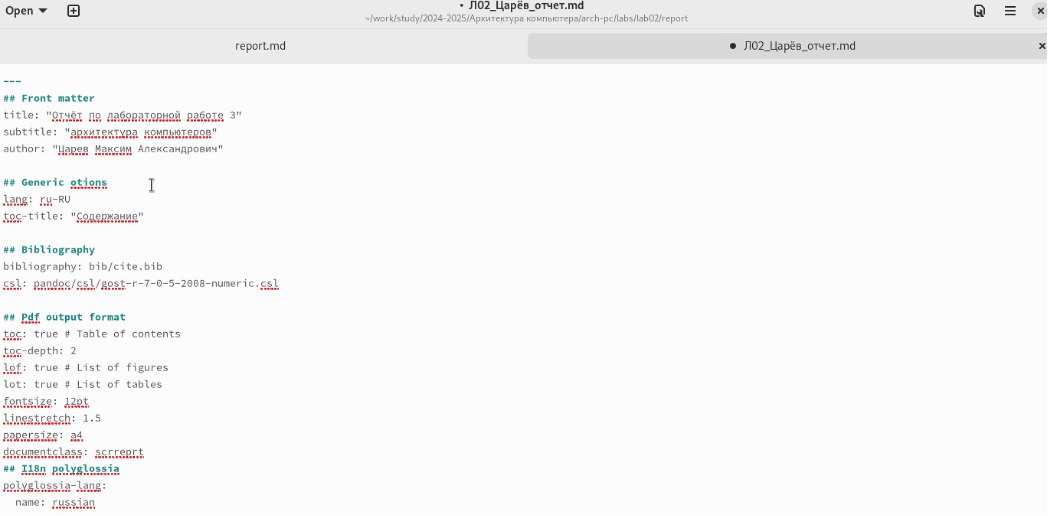 Open
Л02_Царёв_отчет.md
~/work/study/2024-2025/Архитектура компьютера/arch-pc/labs/lab02/report
report.md
Л02_Царёв_отчет.md
---
## Front matter
title: "Отчёт по лабораторной работе 3"
subtitle: "архитектура компьютеров"
author: "Царев Максим Александрович"
## Generic otions
lang: ru-RU
toc-title: "Содержание"
## Bibliography
bibliography: bib/cite.bib
csl: pandoc/csl/gost-r-7-0-5-2008-numeric.csl
## Pdf output format
toc: true # Table of contents
toc-depth: 2
lof: true # List of figures
lot: true # List of tables
fontsize: 12pt
linestretch: 1.5
papersize: a4
documentclass: scrreprt
## I18n polyglossia
polyglossia-lang:
  name: russian